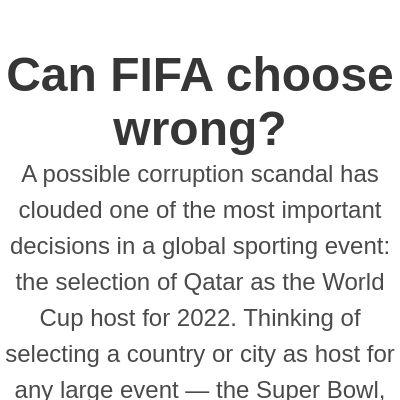 Can FIFA choose
wrong?
A possible corruption scandal has
clouded one of the most important
decisions in a global sporting event:
the selection of Qatar as the World
Cup host for 2022. Thinking of
selecting a country or city as host for
any large event — the Super Bowl,